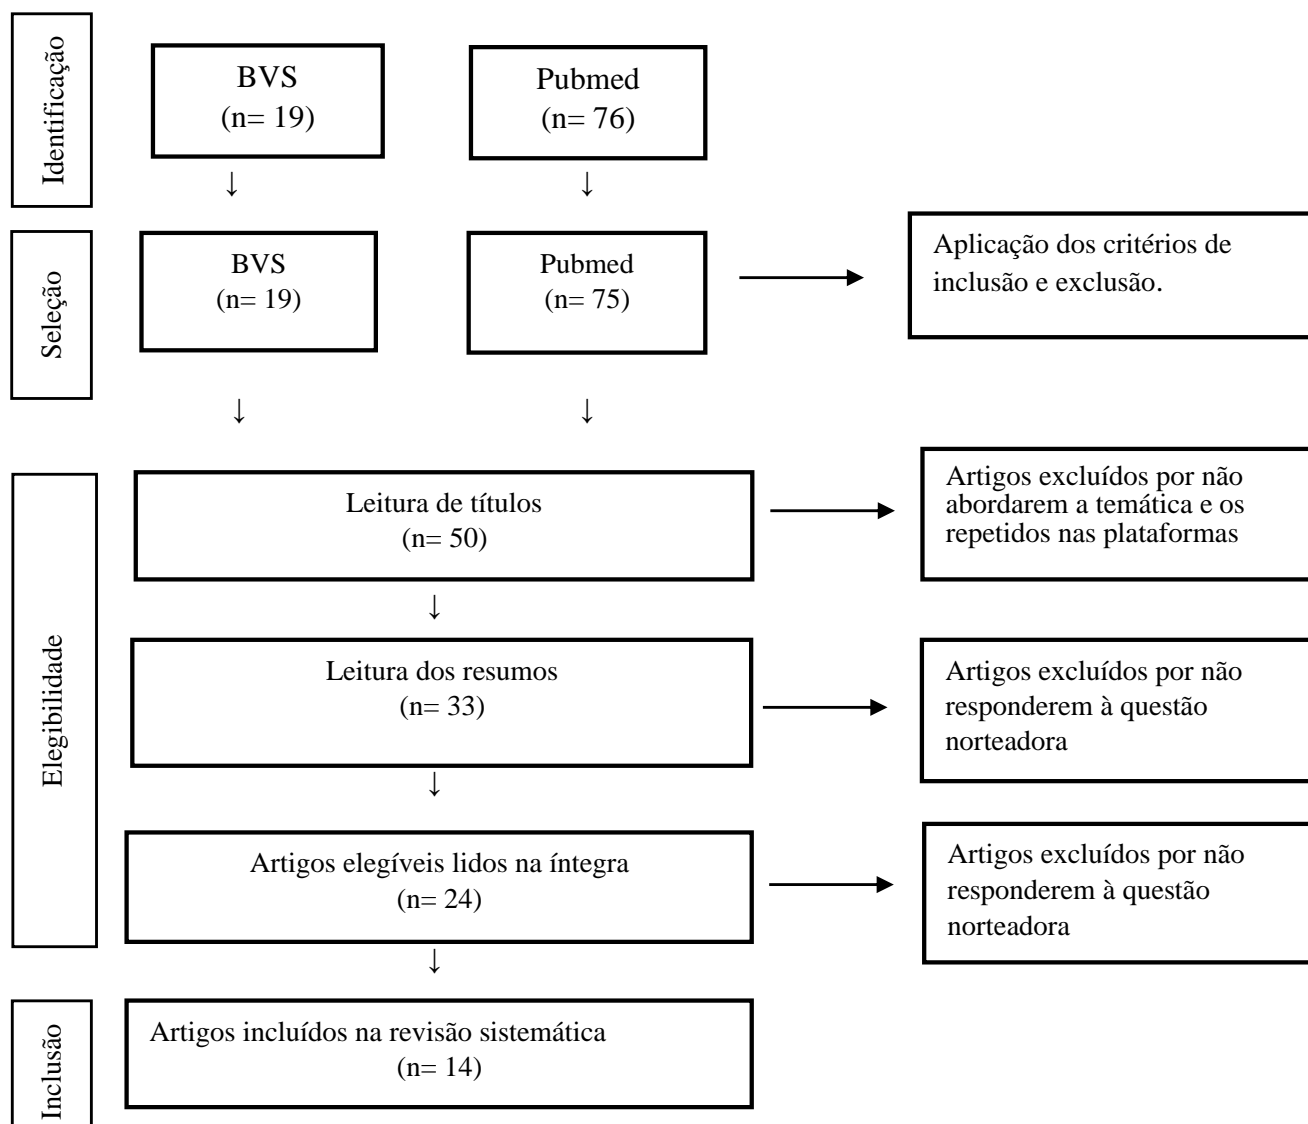 Identificação
BVS
(n= 19)
Pubmed
(n= 76)
↓
↓
Seleção
BVS
(n= 19)
Pubmed
(n= 75)
Aplicação dos critérios de
inclusão e exclusão.
↓
↓
Elegibilidade
Leitura de títulos
(n= 50)
Artigos excluídos por não
abordarem a temática e os
repetidos nas plataformas
↓
Leitura dos resumos
(n= 33)
Artigos excluídos por não
responderem à questão
norteadora
↓
Artigos elegíveis lidos na íntegra
(n= 24)
Artigos excluídos por não
responderem à questão
norteadora
↓
Inclusão
Artigos incluídos na revisão sistemática
(n= 14)